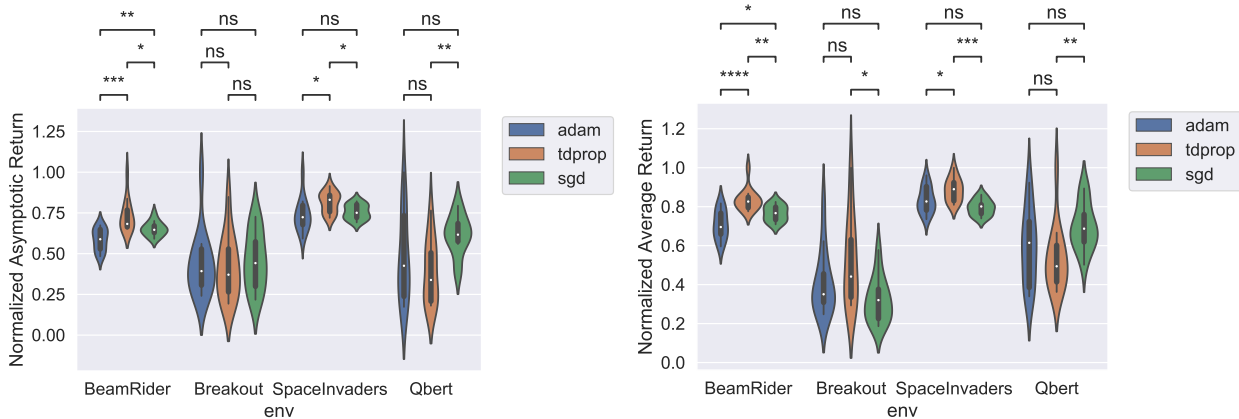 ** ns ns ns
* ns * **
*** ns * ns
Normalized Asymptotic Return
1.25
1.00
0.75
0.50
0.25
0.00
BeamRider Breakout SpaceInvaders Qbert
env
adam
tdprop
sgd
* ns ns ns
** ns *** **
**** * * ns
Normalized Average Return
1.2
1.0
0.8
0.6
0.4
0.2
0.0
BeamRider Breakout SpaceInvaders Qbert
env
adam
tdprop
sgd